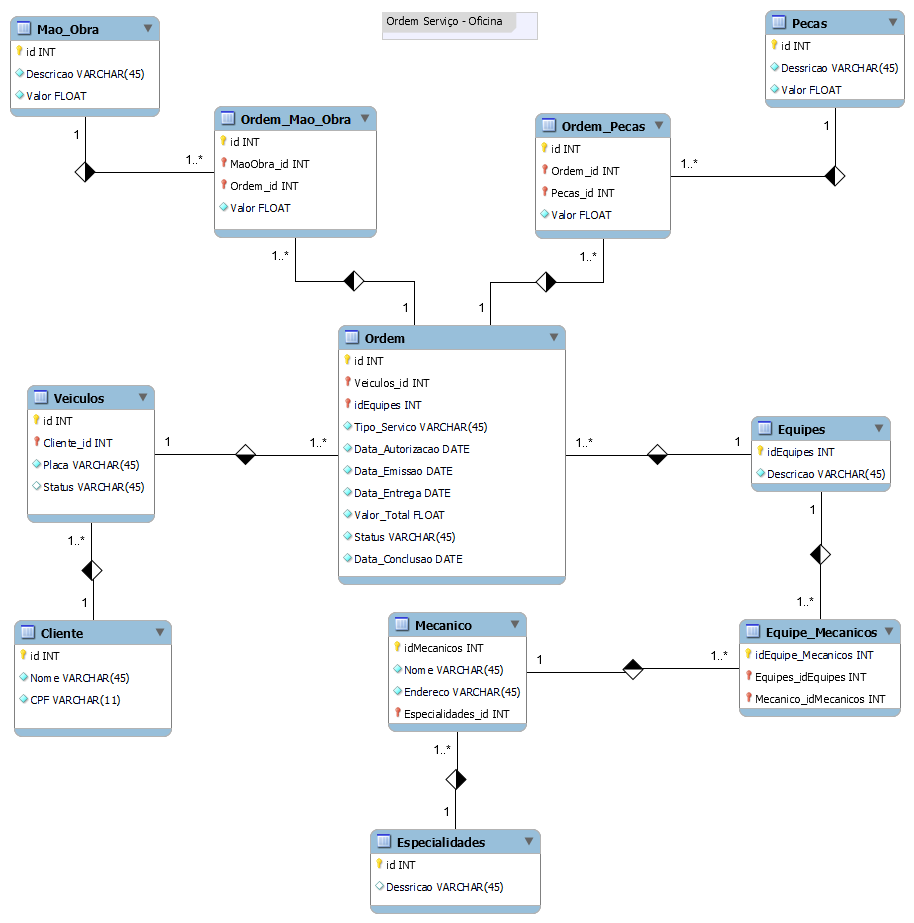 Ordem Serviço - Oficina
Mao_Obra
id INT
Descricao VARCHAR(45)
Valor FLOAT
1
1..*
Ordem_Mao_Obra
id INT
MaoObra_id INT
Ordem_id INT
Valor FLOAT
1..*
1
Pecas
id INT
Dessricao VARCHAR(45)
Valor FLOAT
1
1..*
Ordem_Pecas
id INT
Ordem_id INT
Pecas_id INT
Valor FLOAT
1..*
1
Ordem
id INT
Veiculos_id INT
idEquipes INT
Tipo_Servico VARCHAR(45)
Data_Autorizacao DATE
Data_Emissao DATE
Data_Entrega DATE
Valor_Total FLOAT
Status VARCHAR(45)
Data_Conclusao DATE
Veiculos
id INT
Cliente_id INT
Placa VARCHAR(45)
Status VARCHAR(45)
1
1..*
1..*
1
Cliente
id INT
Nome VARCHAR(45)
CPF VARCHAR(11)
1..*
1
Equipes
idEquipes INT
Descricao VARCHAR(45)
1
1..*
Equipe_Mecanicos
idEquipe_Mecanicos INT
Equipes_idEquipes INT
Mecanico_idMecanicos INT
Mecanico
idMecanicos INT
Nome VARCHAR(45)
Endereco VARCHAR(45)
Especialidades_id INT
1
1..*
1..*
1
Especialidades
id INT
Dessricao VARCHAR(45)